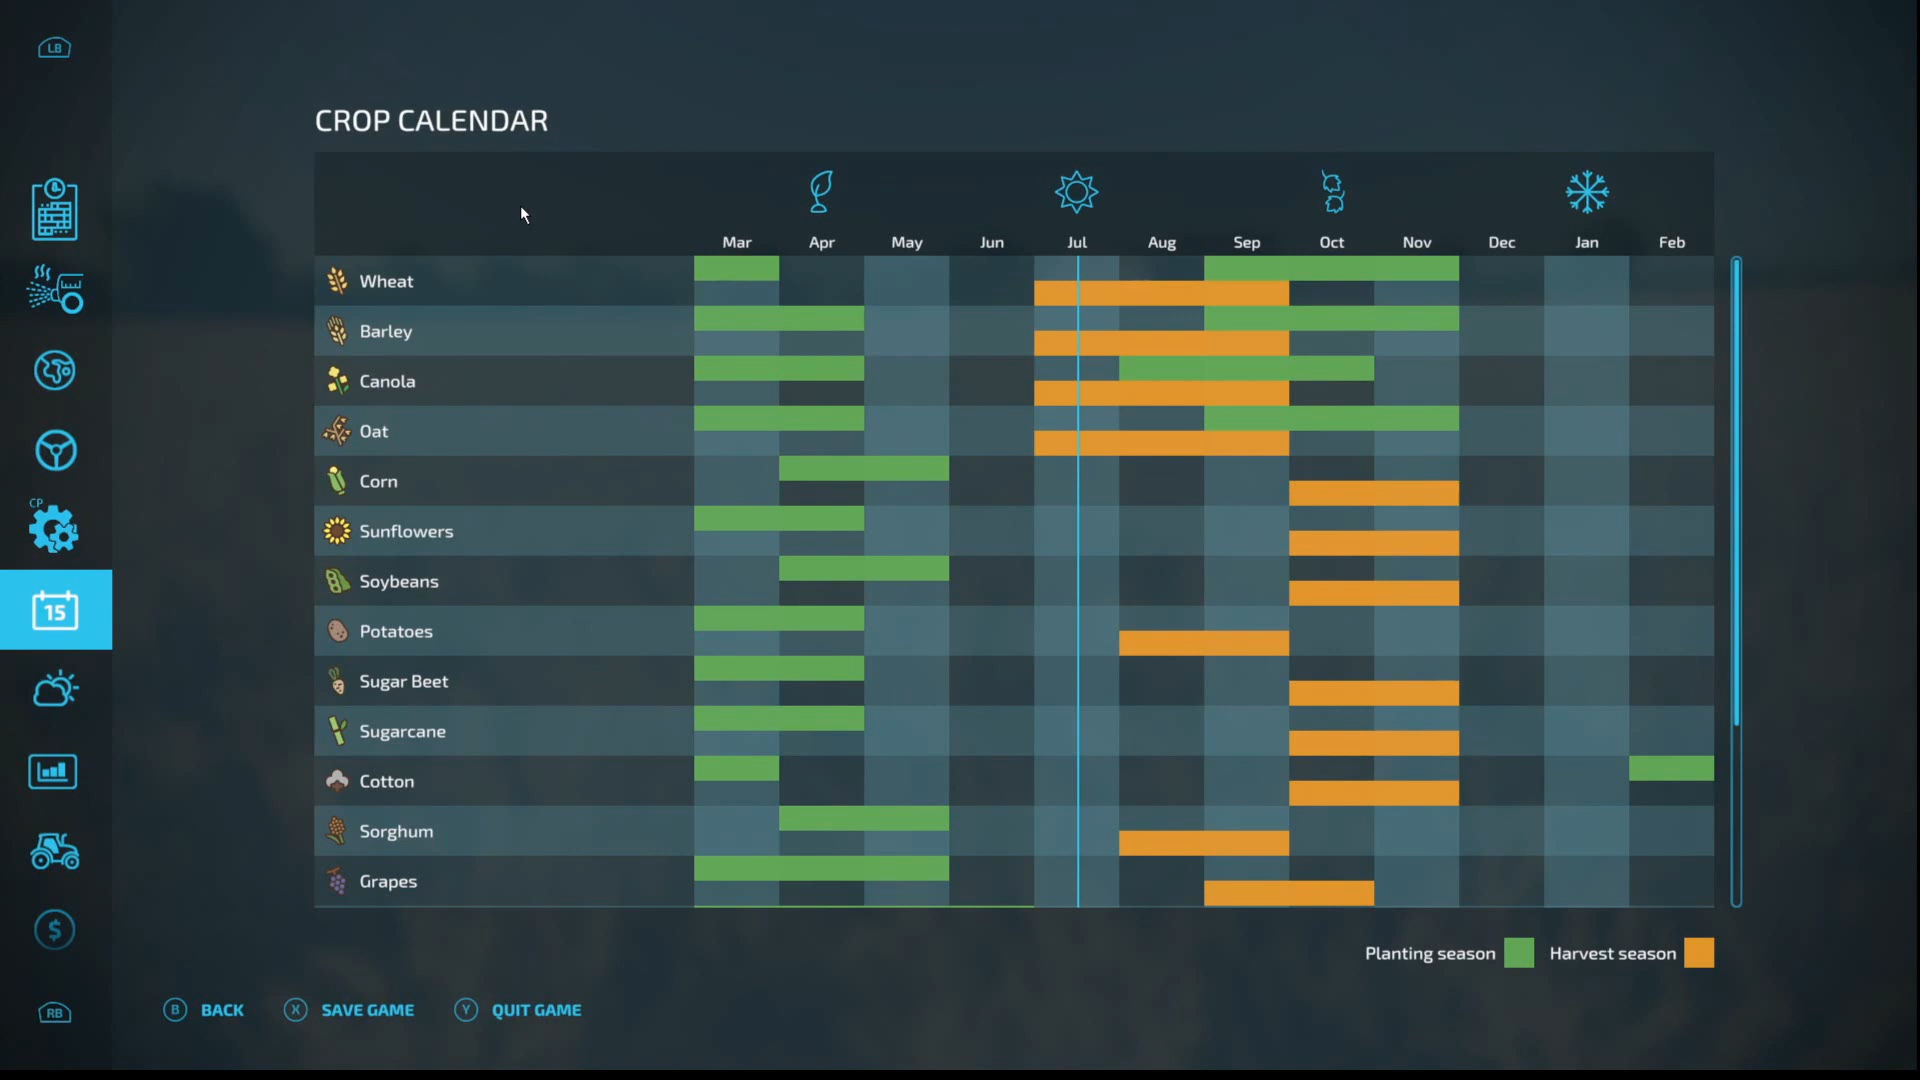 LB
CROP CALENDAR
Mar Apr May Jun Jul Aug Sep Oct Nov Dec Jan Feb
Wheat
Barley
Canola
Oat
Corn
CP
Sunflowers
Soybeans
15
Potatoes
Sugar Beet
Sugarcane
Cotton
Sorghum
Grapes
$
Planting season Harvest season
RB
B BACK X SAVE GAME Y QUIT GAME